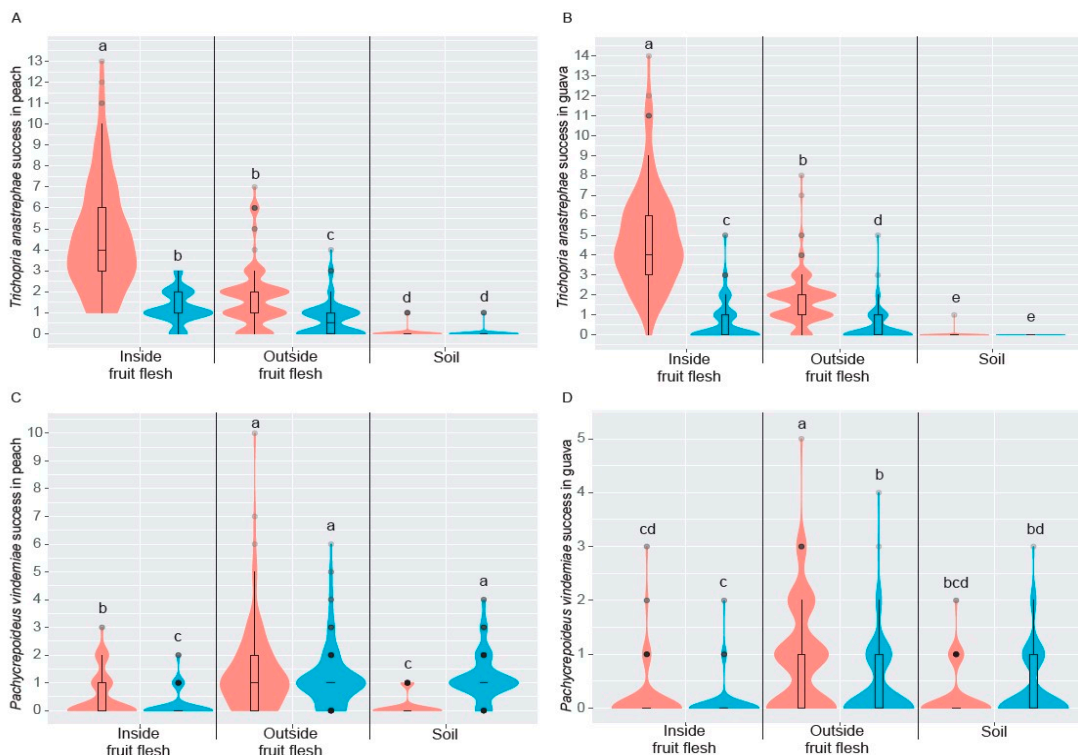 A
Trichopria anastrephae success in peach
13
12
11
10
9
8
7
6
5
4
3
2
1
0
a
b
b
c
d
d
Inside
fruit flesh
Outside
fruit flesh
Soil
B
Trichopria anastrephae success in guava
14
13
12
11
10
9
8
7
6
5
4
3
2
1
0
a
c
b
d
e
e
Inside
fruit flesh
Outside
fruit flesh
Soil
C
Pachycrepoideus vindemiae success in peach
10
9
8
7
6
5
4
3
2
1
0
b
c
a
a
c
a
Inside
fruit flesh
Outside
fruit flesh
Soil
D
Pachycrepoideus vindemiae success in guava
5
4
3
2
1
0
cd
c
a
b
bcd
bd
Inside
fruit flesh
Outside
fruit flesh
Soil